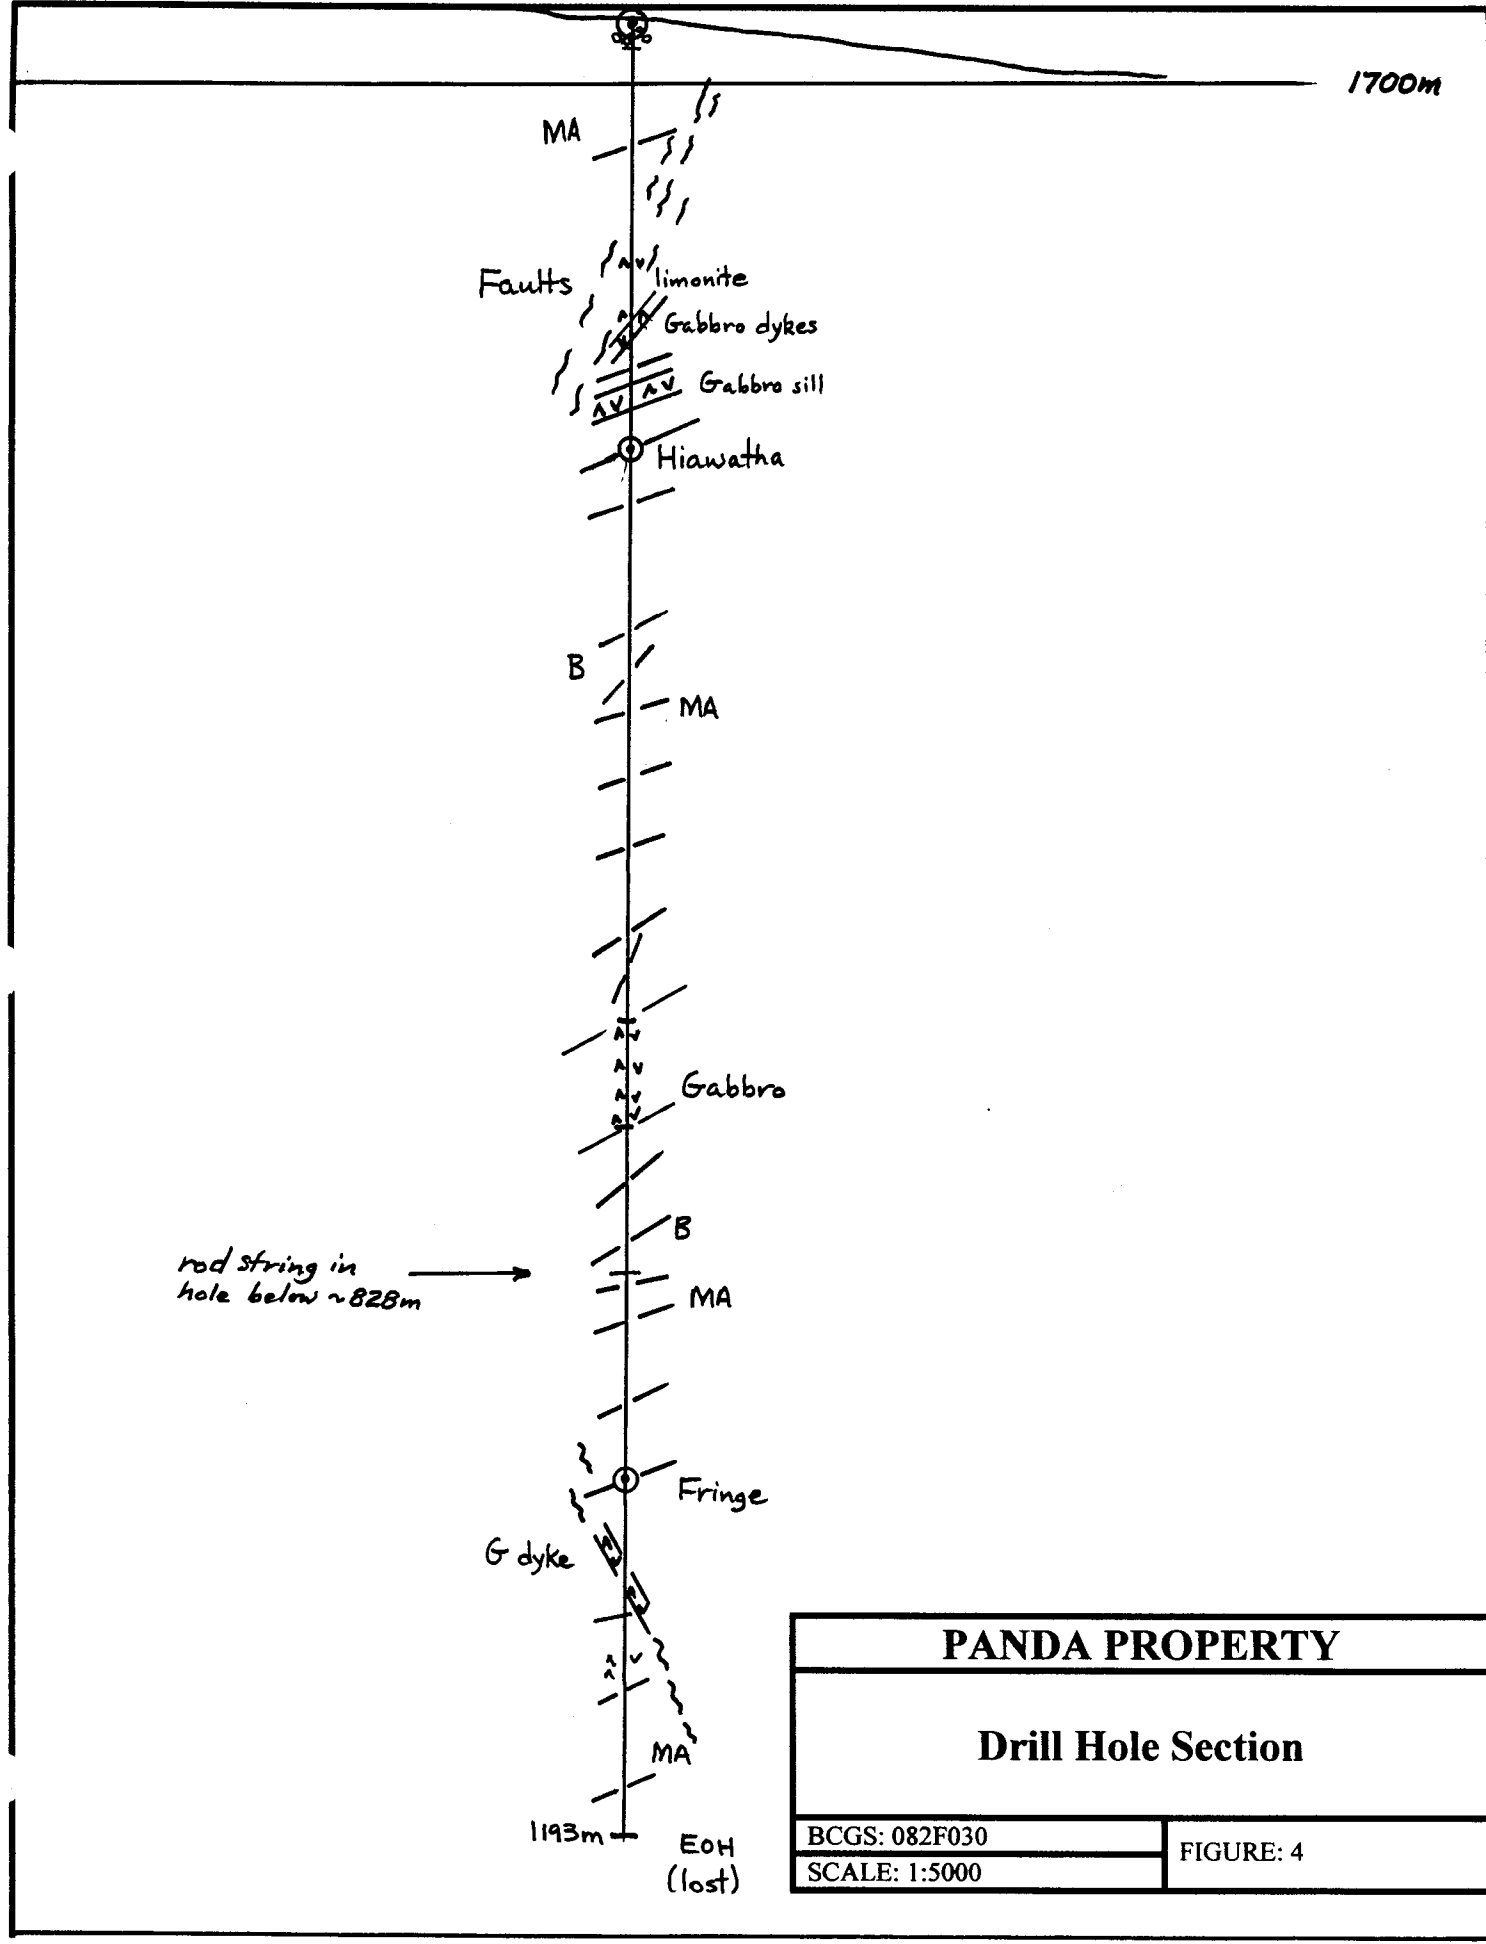 1700m
MA
Faults
limonite
Gabbro dykes
Gabbro sill
Hiawatha
B
MA
Gabbro
B
rod string in
hole below ~828m
MA
Fringe
G dyke
MA
1193m
EOH
(lost)
PANDA PROPERTY
Drill Hole Section
BCGS: 082F030
SCALE: 1:5000
FIGURE: 4